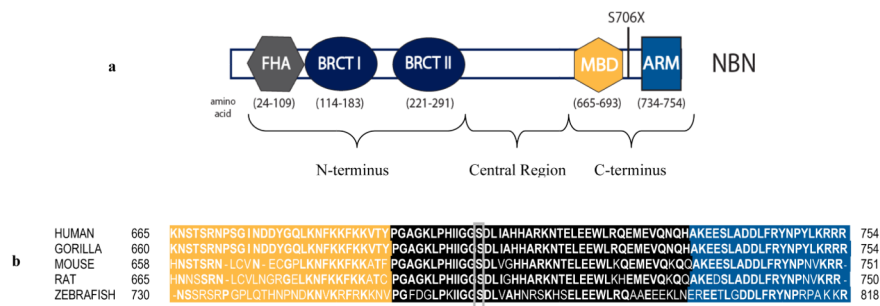 S706X
a
FHA BRCT I BRCT II MBD ARM NBN
amino acid (24-109) (114-183) (221-291) (665-693) (734-754)
N-terminus Central Region C-terminus
b
HUMAN 665 KNSTSRNPSGINDDYGQLKNFKKFKKVTYPGAGKLPHIIGGSDLIAHHARKNTELEEWLRQEMEVQNQHAKEESLADDLFRYNPYLKRRR 754
GORILLA 660 KNSTSRNPSGINDDYGQLKNFKKFKKVTYPGAGKLPHIIGGSDLIAHHARKNTELEEWLRQEMEVQNQHAKEESLADDLFRYNPYLKRRR 754
MOUSE 658 HNSTSRN-LCVN-ECGPLKNFKKFKKATFPGAGKLPHIIGGSDLVGHHARKNTELEEWLKQEMEVQKQQAKEESLADDLFRYNPNVKRR- 751
RAT 665 HNNSSRN-LCVLNGRGELKNFKKFKKATCPGAGKLPHIIGGSDLIGHHARKNTELEEWLKHEMEVQKQQAKEDSLADDLFRYNPNVKRR- 750
ZEBRAFISH 730 -NSSRSRPGPLQTHNPNDKNVKRFRKKNVPGFDGLPKIIGGSDLVAHNRSKHSELEEWLRQAAEEEKLNEREETLGDDLFRYNPRPAKKR 818